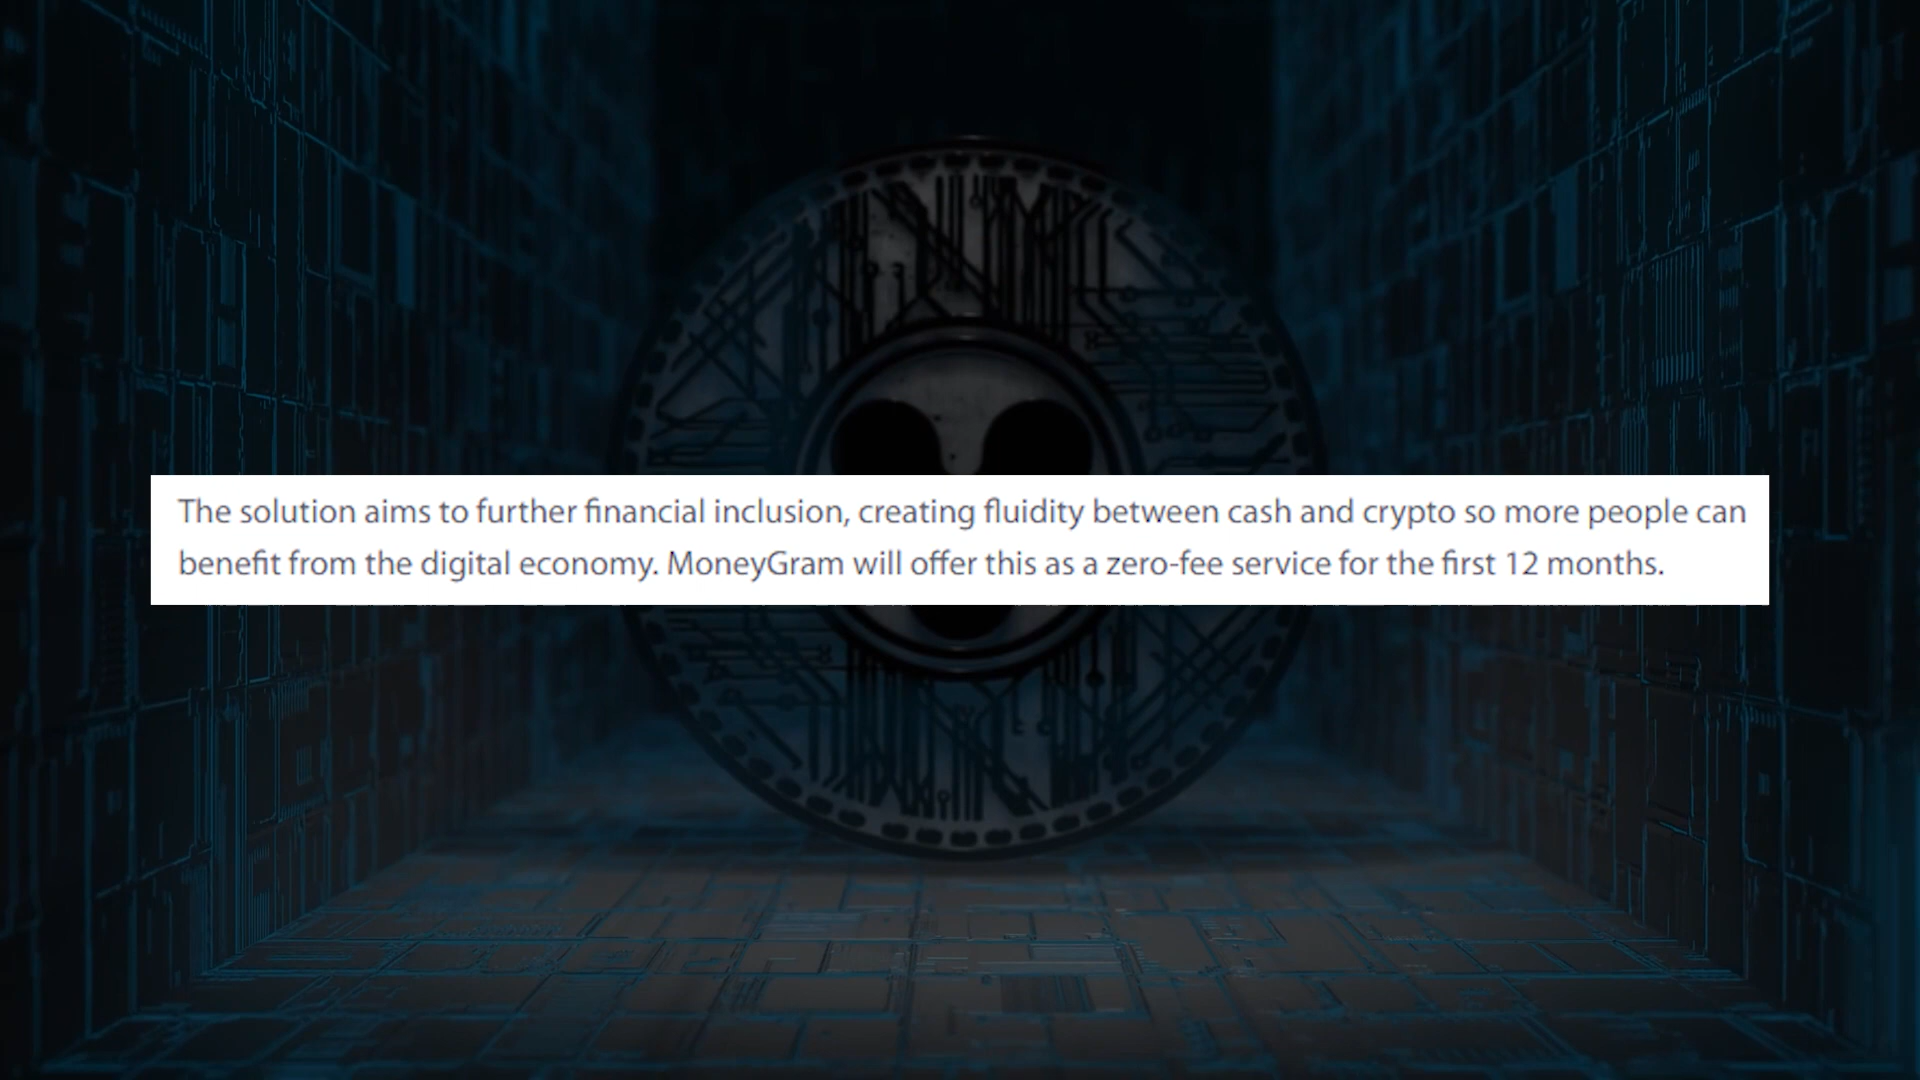 The solution aims to further financial inclusion, creating fluidity between cash and crypto so more people can
benefit from the digital economy. MoneyGram will offer this as a zero-fee service for the first 12 months.